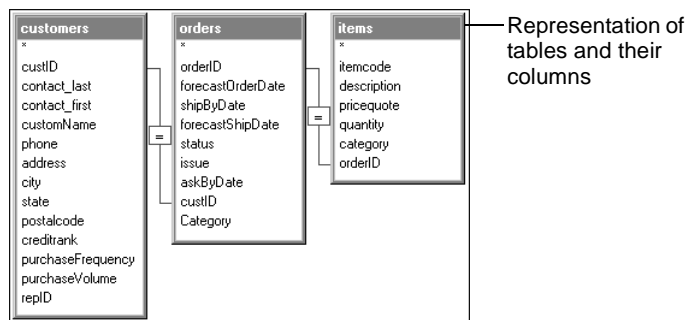 customers
*
custID
contact_last
contact_first
customName
phone
address
city
state
postalcode
creditrank
purchaseFrequency
purchaseVolume
repID
=
orders
*
orderID
forecastOrderDate
shipByDate
forecastShipDate
status
issue
askByDate
custID
Category
=
items
*
itemcode
description
pricequote
quantity
category
orderID
Representation of
tables and their
columns